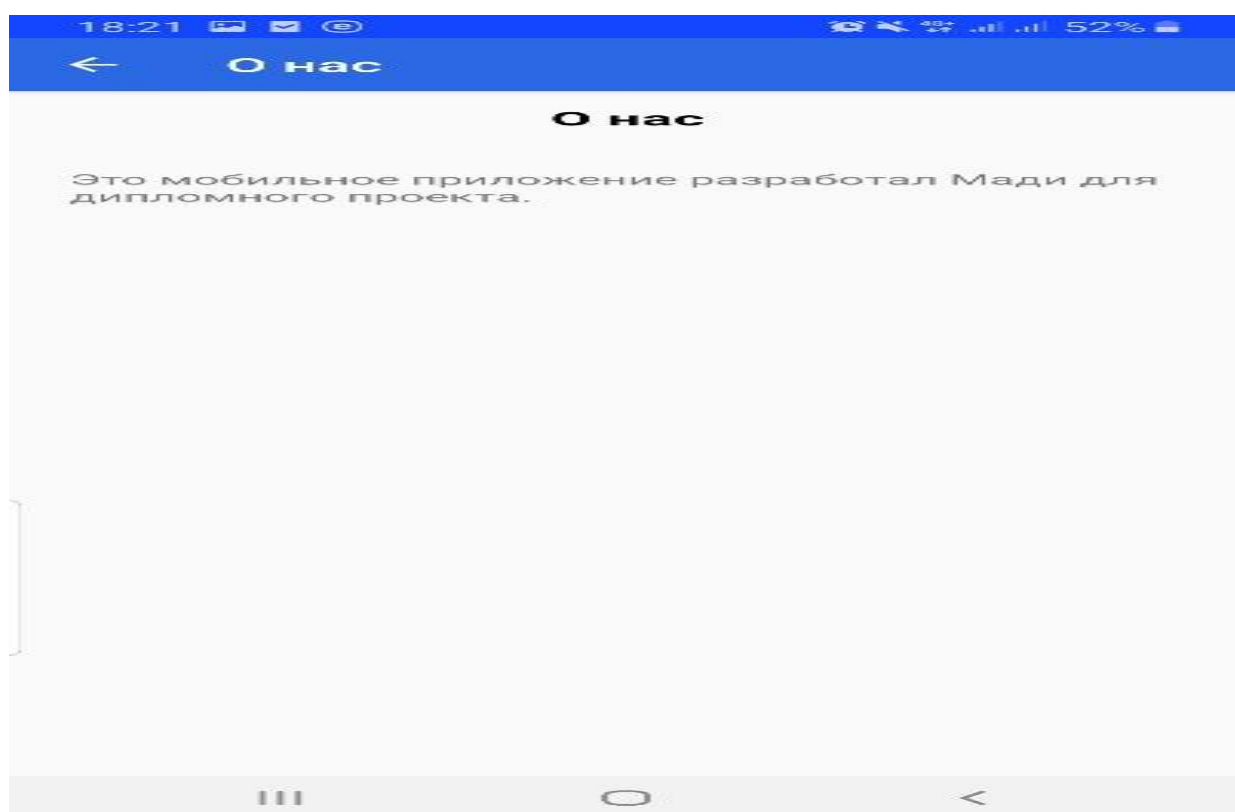 18:21 52%
О нас
О нас
Это мобильное приложение разработал Мади для
дипломного проекта.